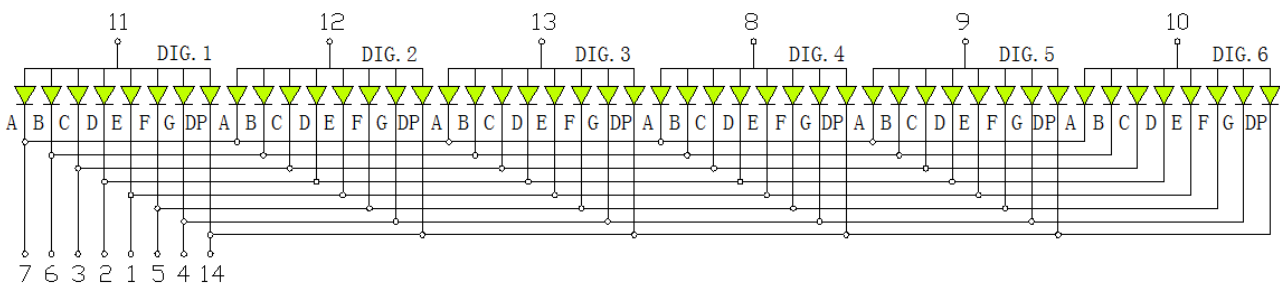 11 12 13 8 9 10
DIG.1 DIG.2 DIG.3 DIG.4 DIG.5 DIG.6
A B C D E F G DP A B C D E F G DP A B C D E F G DP A B C D E F G DP A B C D E F G DP A B C D E F G DP
7 6 3 2 1 5 4 14